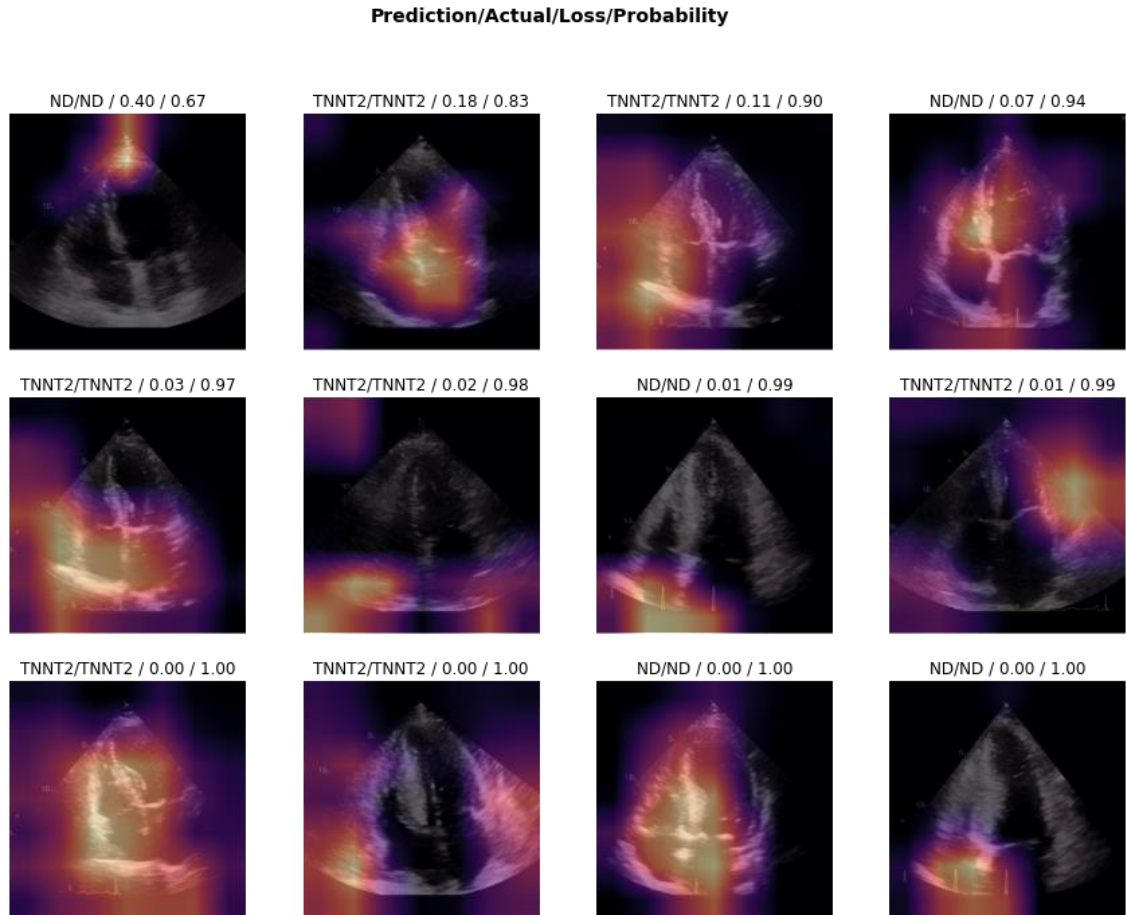 Prediction/Actual/Loss/Probability
ND/ND / 0.40 / 0.67
TNNT2/TNNT2 / 0.18 / 0.83
TNNT2/TNNT2 / 0.11 / 0.90
ND/ND / 0.07 / 0.94
TNNT2/TNNT2 / 0.03 / 0.97
TNNT2/TNNT2 / 0.02 / 0.98
ND/ND / 0.01 / 0.99
TNNT2/TNNT2 / 0.01 / 0.99
TNNT2/TNNT2 / 0.00 / 1.00
TNNT2/TNNT2 / 0.00 / 1.00
ND/ND / 0.00 / 1.00
ND/ND / 0.00 / 1.00